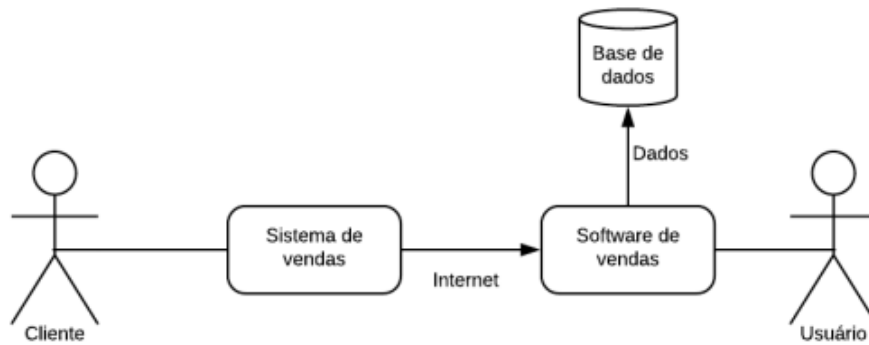 Base de
dados
Dados
Sistema de
vendas
Software de
vendas
Internet
Cliente
Usuário